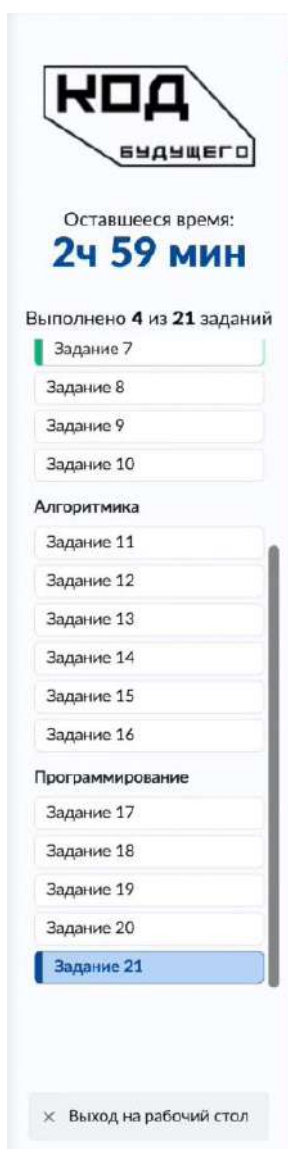 КОД
БУДУЩЕГО
Оставшееся время:
2ч 59 мин
Выполнено 4 из 21 заданий
Задание 7
Задание 8
Задание 9
Задание 10
Алгоритмика
Задание 11
Задание 12
Задание 13
Задание 14
Задание 15
Задание 16
Программирование
Задание 17
Задание 18
Задание 19
Задание 20
Задание 21
× Выход на рабочий стол